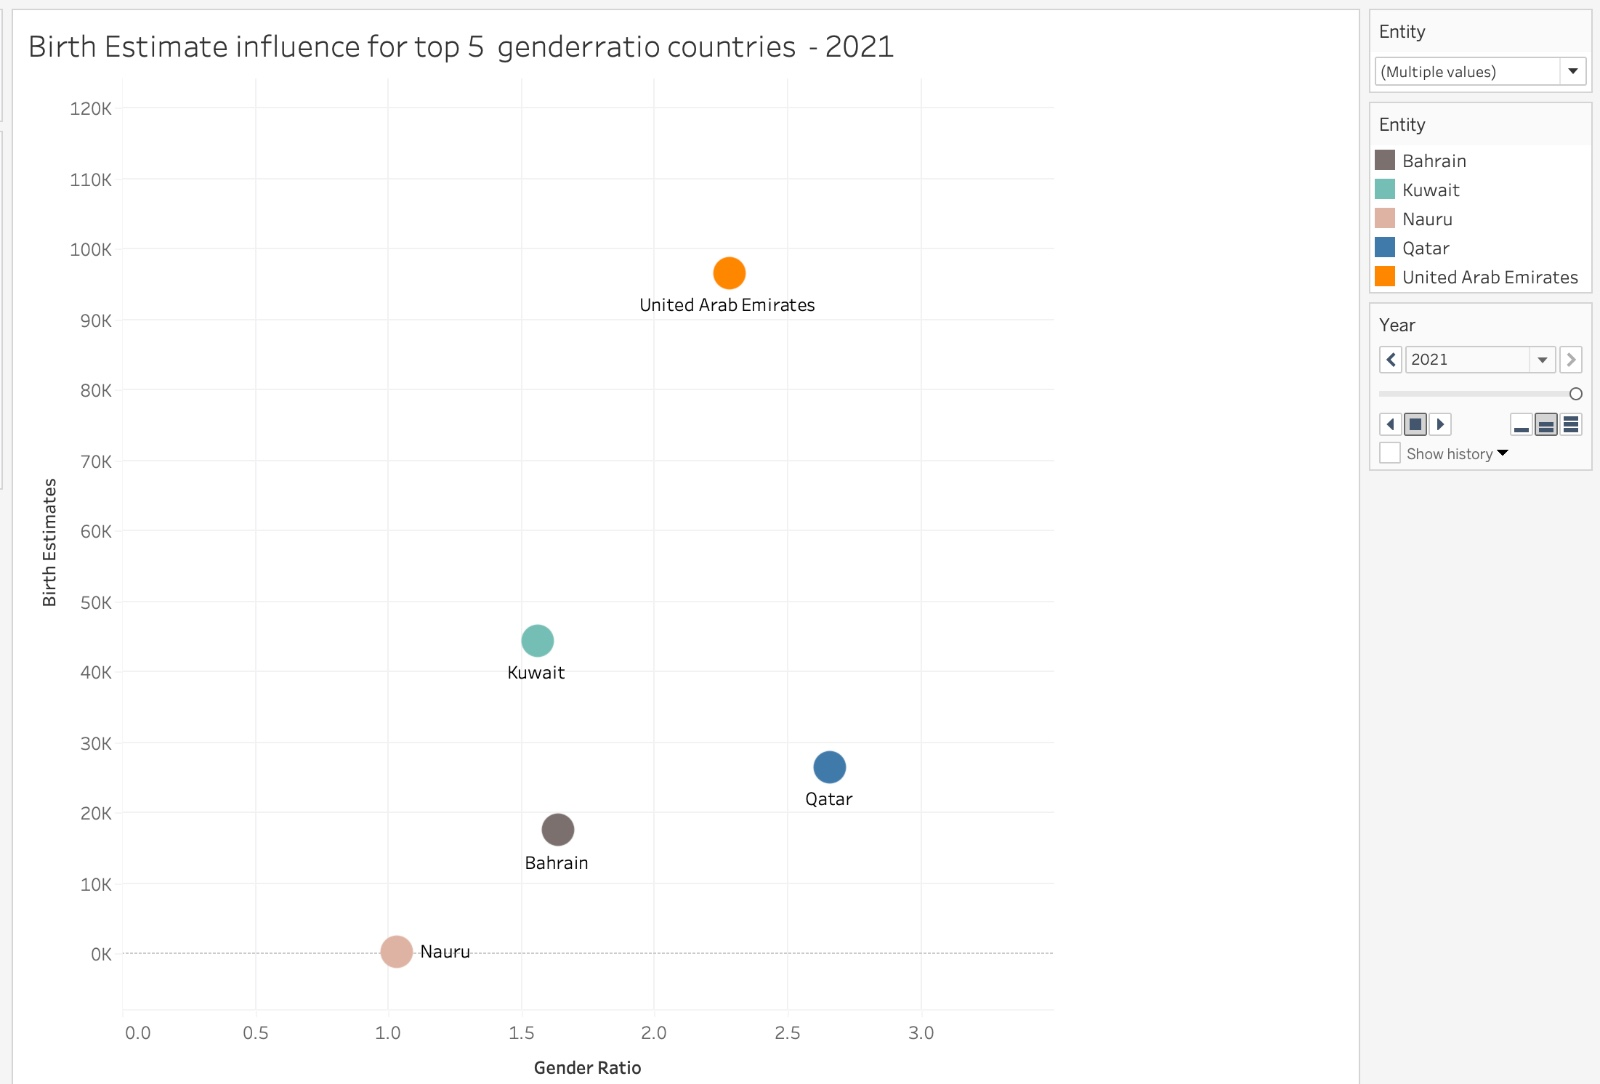 Birth Estimate influence for top 5  genderratio countries  - 2021
120K
110K
100K
90K
80K
70K
60K
50K
40K
30K
20K
10K
0K
Birth Estimates
United Arab Emirates
Kuwait
Qatar
Bahrain
Nauru
0.0 0.5 1.0 1.5 2.0 2.5 3.0
Gender Ratio
Entity
(Multiple values)
Entity
Bahrain
Kuwait
Nauru
Qatar
United Arab Emirates
Year
2021
Show history